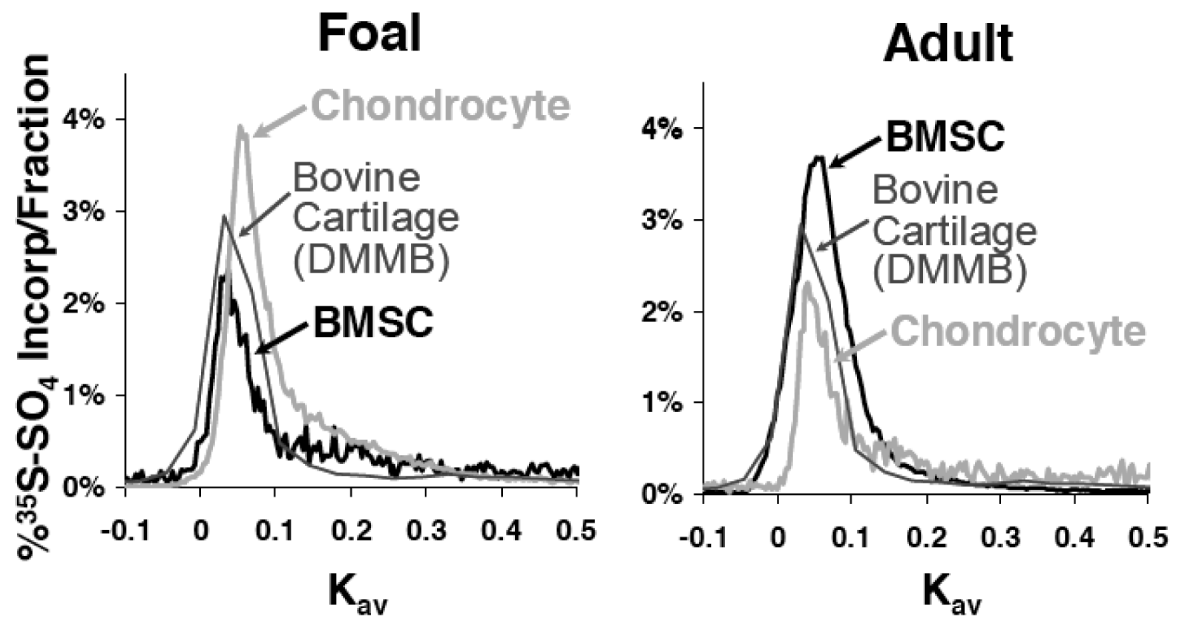 Foal
%³⁵S-SO₄ Incorp/Fraction
4%
3%
2%
1%
0%
Chondrocyte
Bovine
Cartilage
(DMMB)
BMSC
-0.1 0 0.1 0.2 0.3 0.4 0.5
Kav
Adult
4%
3%
2%
1%
0%
BMSC
Bovine
Cartilage
(DMMB)
Chondrocyte
-0.1 0 0.1 0.2 0.3 0.4 0.5
Kav